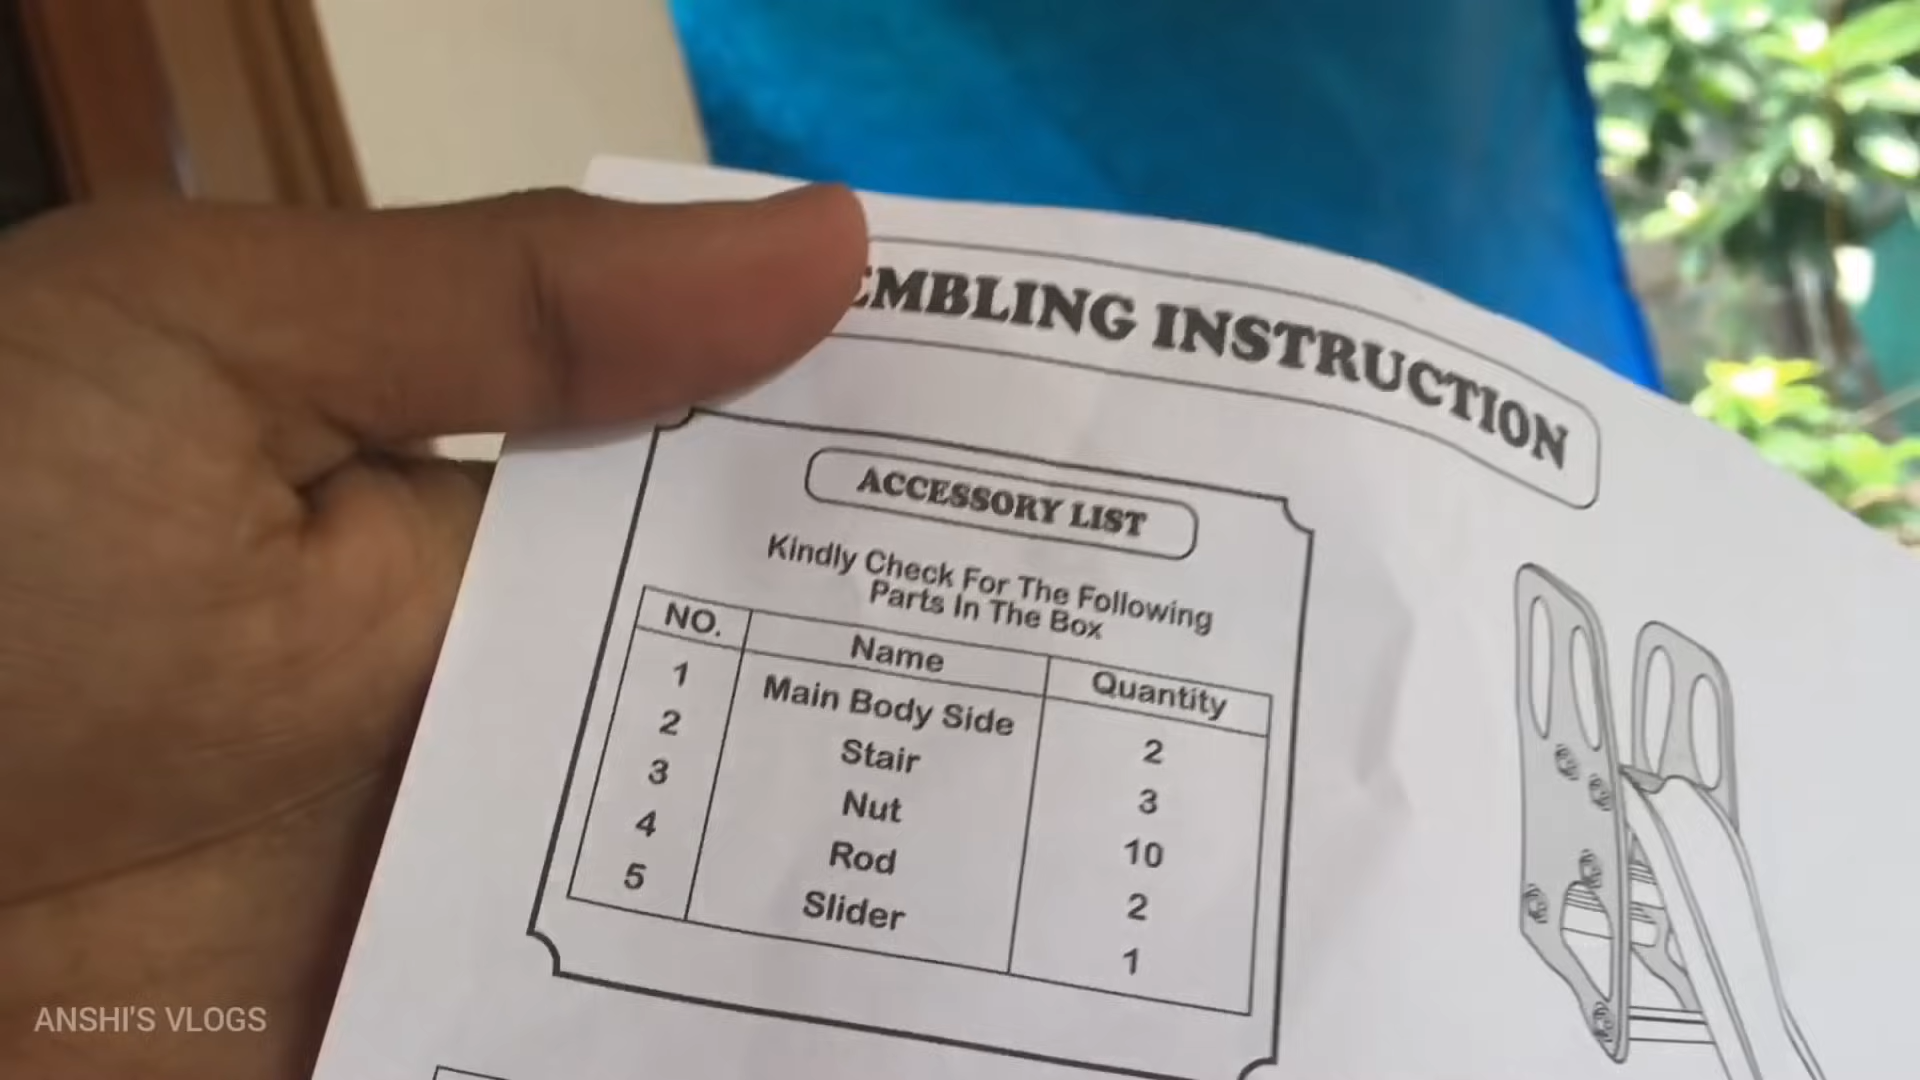 EMBLING INSTRUCTION
ACCESSORY LIST
Kindly Check For The Following
Parts In The Box
NO. Name Quantity
1 Main Body Side 2
2 Stair 3
3 Nut 10
4 Rod 2
5 Slider 1
ANSHI'S VLOGS